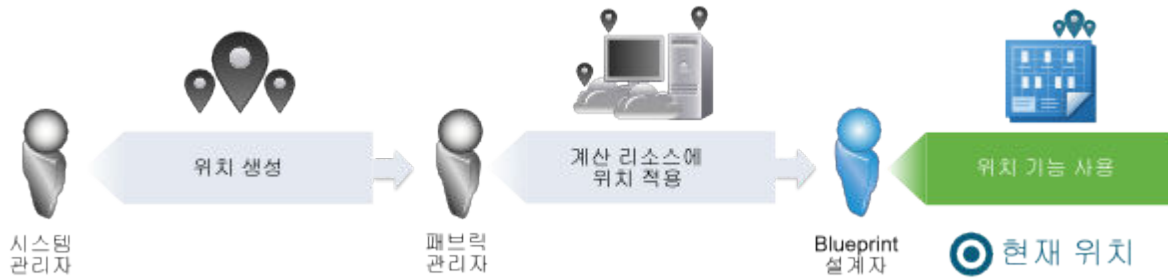 위치 생성
계산 리소스에
위치 적용
위치 기능 사용
시스템
관리자
패브릭
관리자
Blueprint
설계자
현재 위치